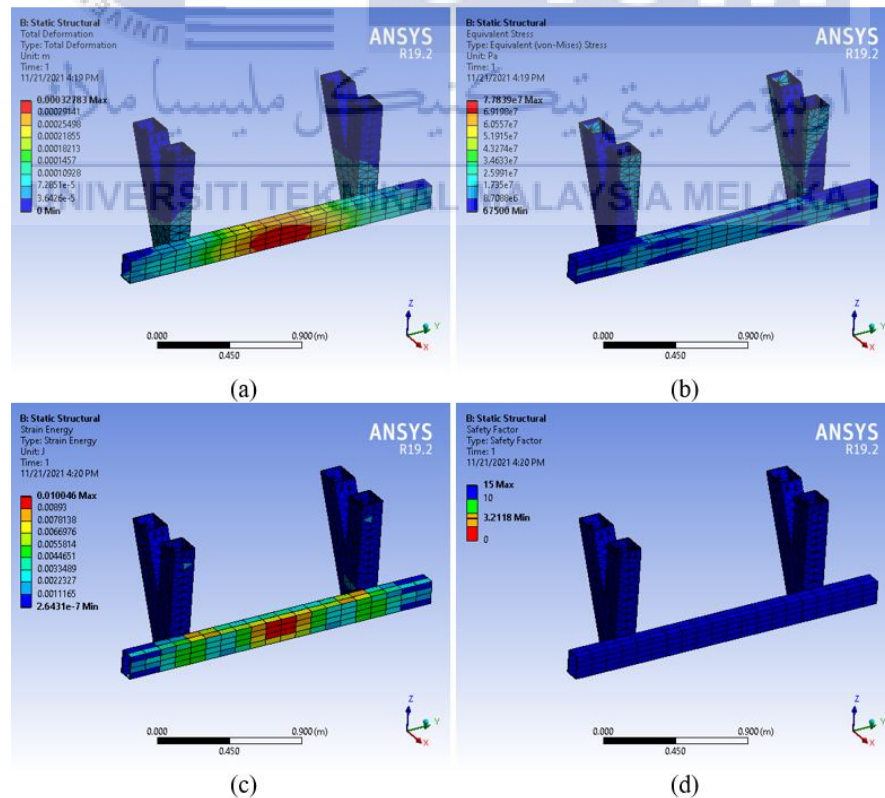 B: Static Structural
Total Deformation
Type: Total Deformation
Unit: m
Time: 1
11/21/2021 4:19 PM
ANSYS
R19.2
0.00032783 Max
0.00029141
0.00025498
0.00021855
0.00018213
0.0001457
0.00010928
7.2851e-5
3.6426e-5
0 Min
0.000
0.450
0.900 (m)
Z
Y
X
(a)
B: Static Structural
Equivalent Stress
Type: Equivalent (von-Mises) Stress
Unit: Pa
Time: 1
11/21/2021 4:19 PM
ANSYS
R19.2
7.7839e7 Max
6.9198e7
6.0557e7
5.1915e7
4.3274e7
3.4633e7
2.5991e7
1.735e7
8.7088e6
67500 Min
0.000
0.450
0.900 (m)
Z
Y
X
(b)
اونيۏرسيتي تيكنيكل مليسيا ملاك
UNIVERSITI TEKNIKAL MALAYSIA MELAKA
B: Static Structural
Strain Energy
Type: Strain Energy
Unit: J
Time: 1
11/21/2021 4:20 PM
ANSYS
R19.2
0.010046 Max
0.00893
0.0078138
0.0066976
0.0055814
0.0044651
0.0033489
0.0022327
0.0011165
2.6431e-7 Min
0.000
0.450
0.900 (m)
Z
Y
X
(c)
B: Static Structural
Safety Factor
Type: Safety Factor
Time: 1
11/21/2021 4:20 PM
ANSYS
R19.2
15 Max
10
3.2118 Min
0
0.000
0.450
0.900 (m)
Z
Y
X
(d)